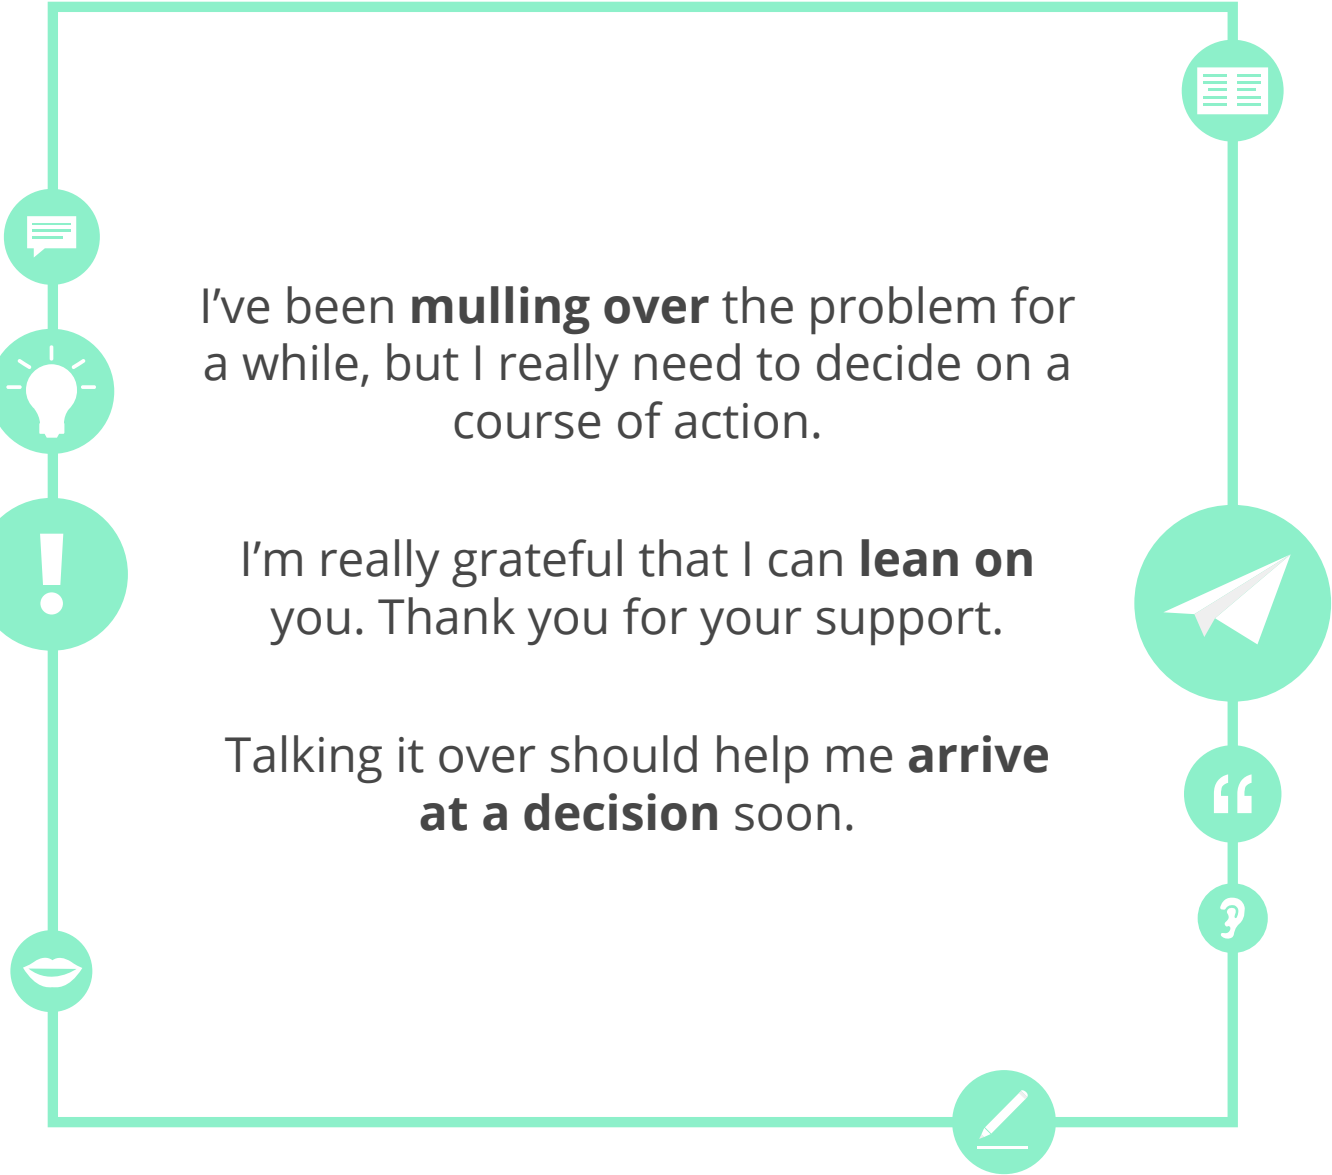 I’ve been mulling over the problem for
a while, but I really need to decide on a
course of action.
I’m really grateful that I can lean on
you. Thank you for your support.
Talking it over should help me arrive
at a decision soon.